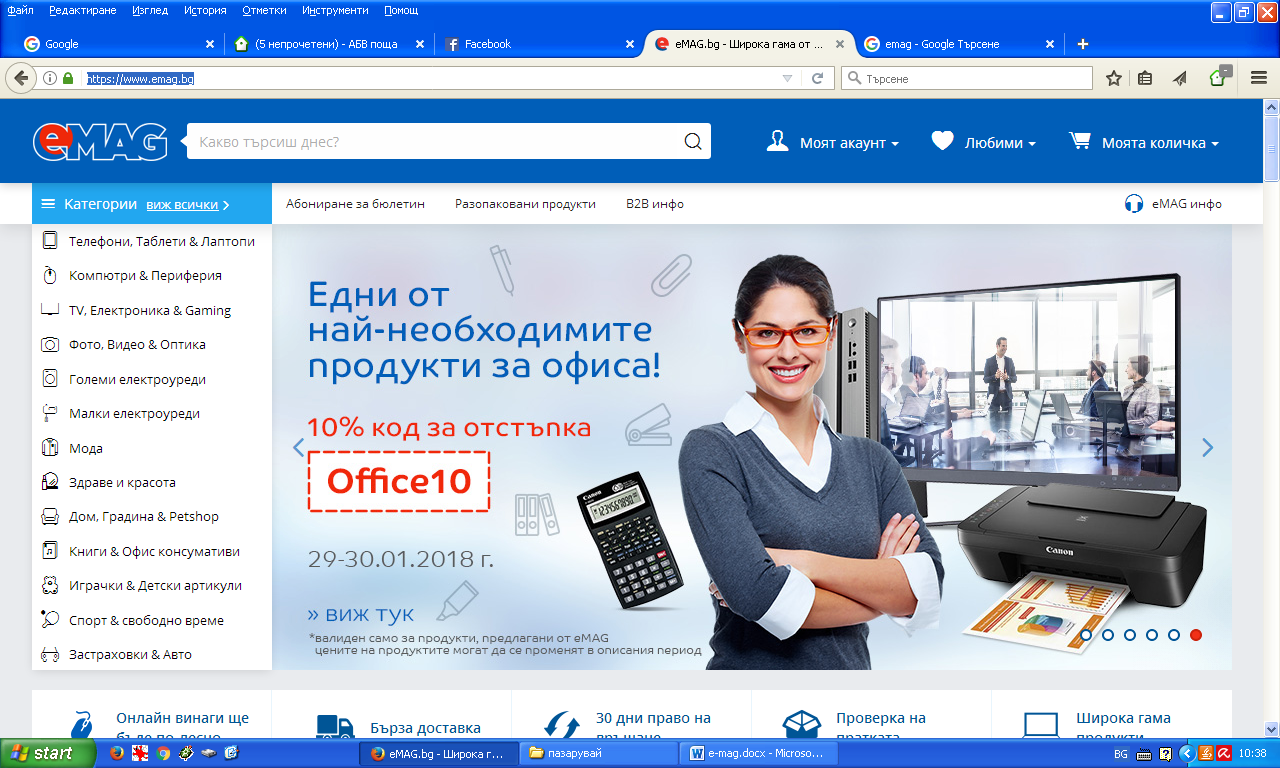 Файл Редактиране Изглед История Отметки Инструменти Помощ
Google
(5 непрочетени) - АБВ поща
Facebook
eMAG.bg - Широка гама от ...
emag - Google Търсене
https://www.emag.bg
Търсене
eMAG
Какво търсиш днес?
Моят акаунт
Любими
Моята количка
Категории виж всички
Абониране за бюлетин
Разопаковани продукти
B2B инфо
eMAG инфо
Телефони, Таблети & Лаптопи
Компютри & Периферия
TV, Електроника & Gaming
Фото, Видео & Оптика
Големи електроуреди
Малки електроуреди
Мода
Здраве и красота
Дом, Градина & Petshop
Книги & Офис консумативи
Играчки & Детски артикули
Спорт & свободно време
Застраховки & Авто
Едни от
най-необходимите
продукти за офиса!
10% код за отстъпка
Office10
29-30.01.2018 г.
» виж тук
*валиден само за продукти, предлагани от eMAG
цените на продуктите могат да се променят в описания период
Canon
1234567890
Canon
Онлайн винаги ще
бъде по-лесно
Бърза доставка
30 дни право на
връщане
Проверка на
пратката
Широка гама
продукти
start
eMAG.bg - Широка г...
пазарувай
e-mag.docx - Microso...
BG
10:38